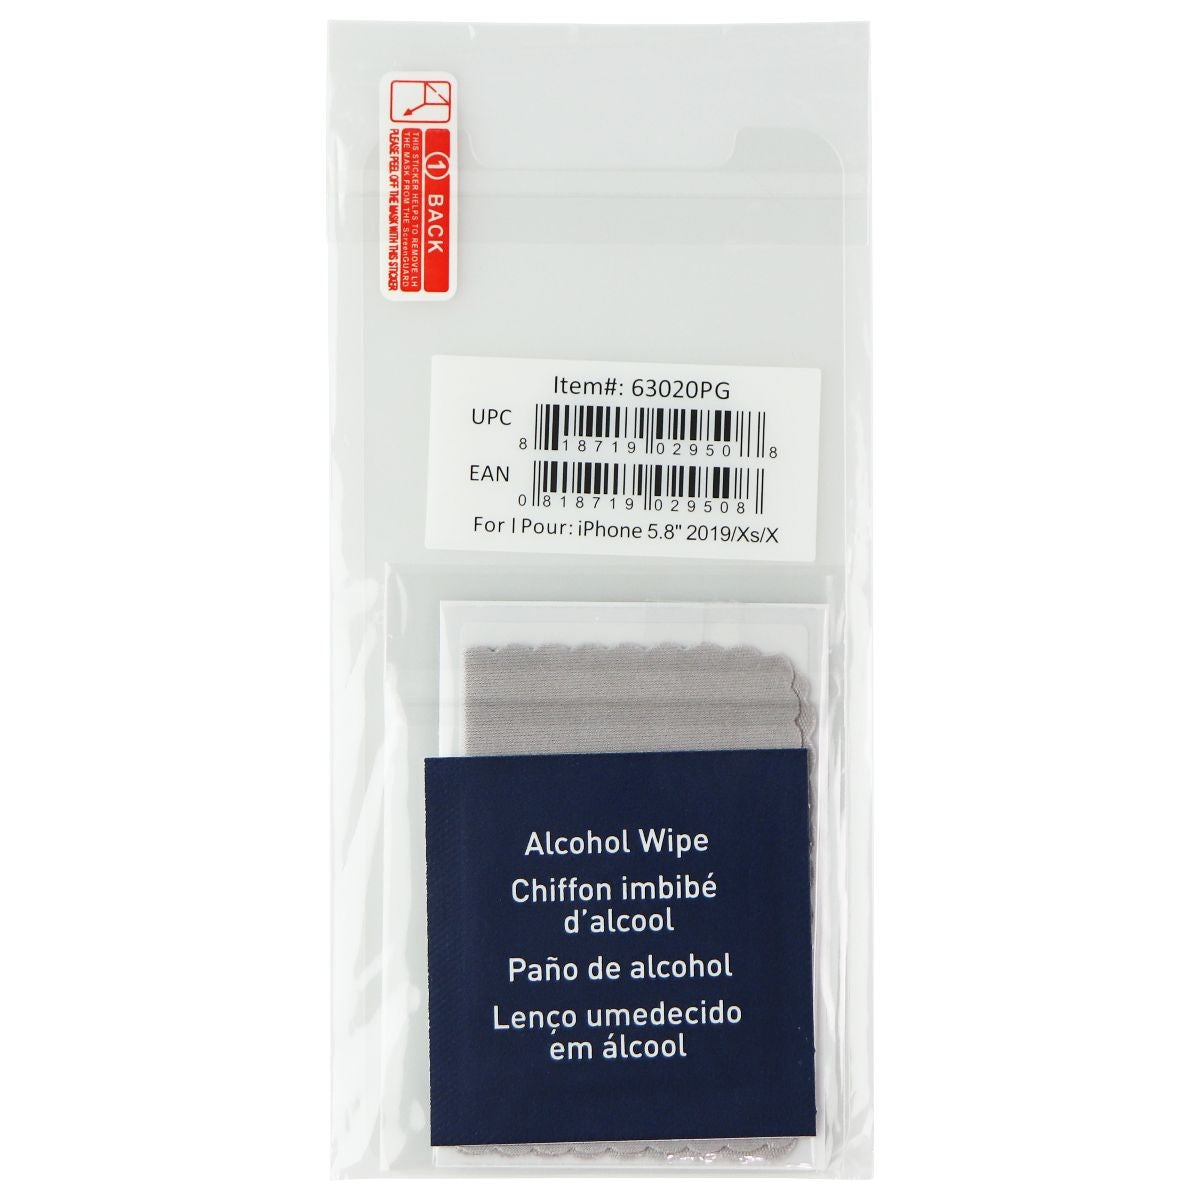 ① BACK
THIS STICKER HELPS TO REMOVE LH
THE MASK FROM THE ScreenGUARD
PLEASE PEEL OFF THE MASK WITH THIS STICKER
Item#: 63020PG
UPC
8 18719 02950 8
EAN
0 818719 029508
For I Pour: iPhone 5.8" 2019/Xs/X
Alcohol Wipe
Chiffon imbibé
d'alcool
Paño de alcohol
Lenço umedecido
em álcool